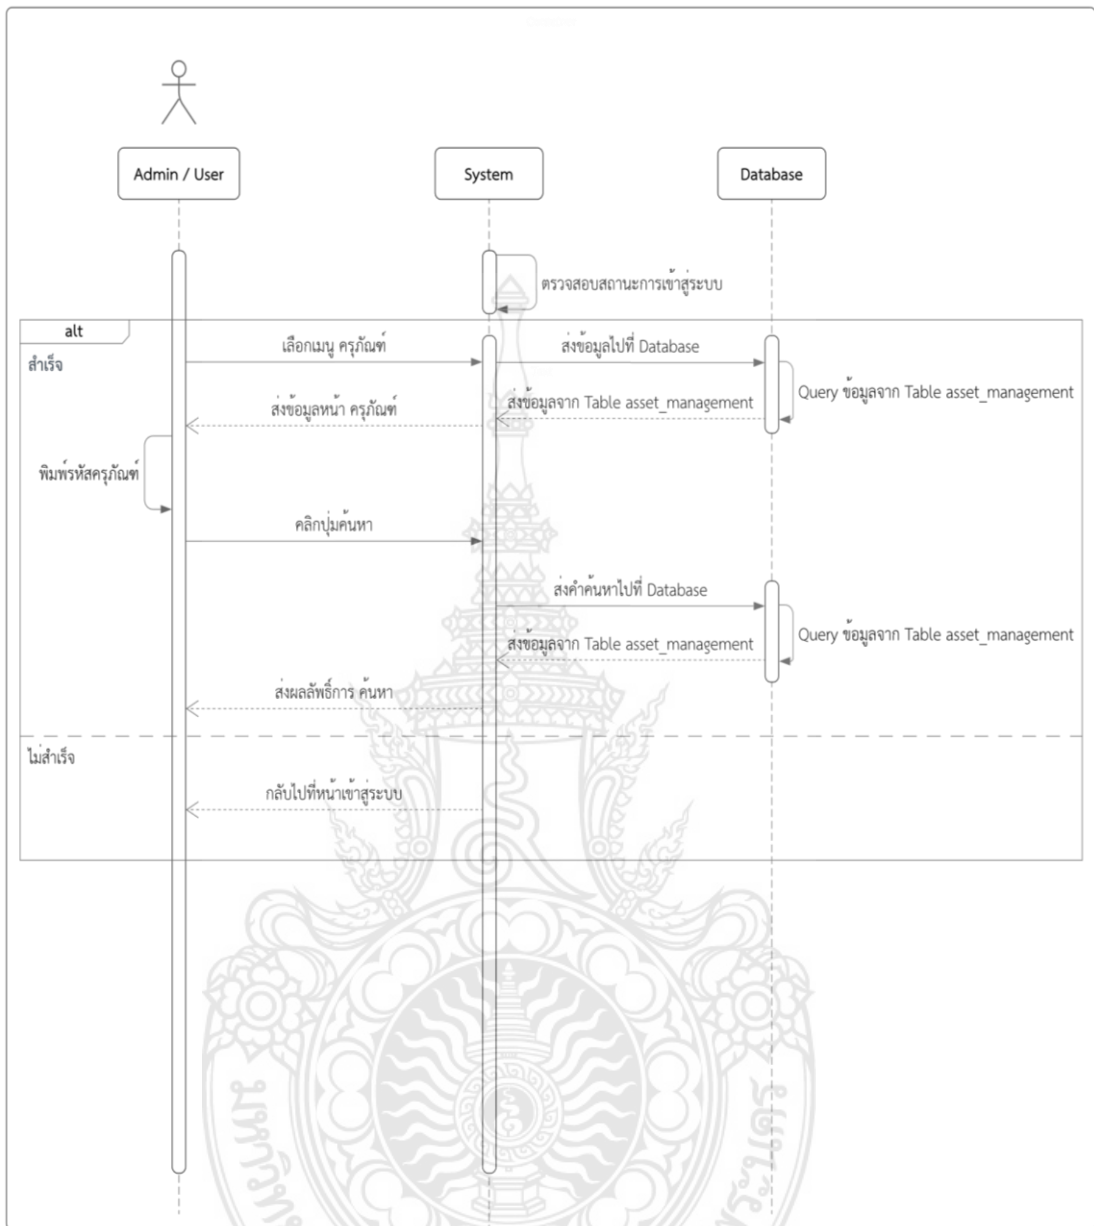 Admin / User
System
Database
ตรวจสอบสถานะการเข้าสู่ระบบ
alt
สำเร็จ
เลือกเมนู ครุภัณฑ์
ส่งข้อมูลไปที่ Database
Query ข้อมูลจาก Table asset_management
ส่งข้อมูลจาก Table asset_management
ส่งข้อมูลหน้า ครุภัณฑ์
พิมพ์รหัสครุภัณฑ์
คลิกปุ่มค้นหา
ส่งคำค้นหาไปที่ Database
Query ข้อมูลจาก Table asset_management
ส่งข้อมูลจาก Table asset_management
ส่งผลลัพธิ์การ ค้นหา
ไม่สำเร็จ
กลับไปที่หน้าเข้าสู่ระบบ